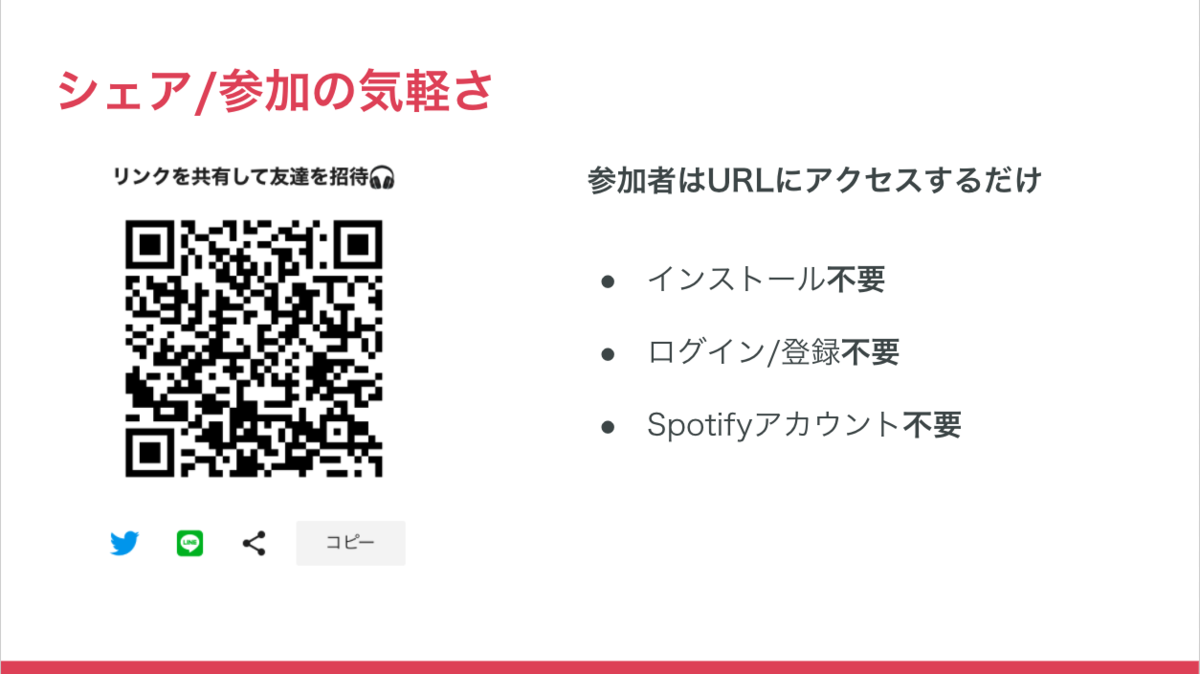 シェア/参加の気軽さ
リンクを共有して友達を招待🎧
LINE
コピー
参加者はURLにアクセスするだけ
● インストール不要
● ログイン/登録不要
● Spotifyアカウント不要